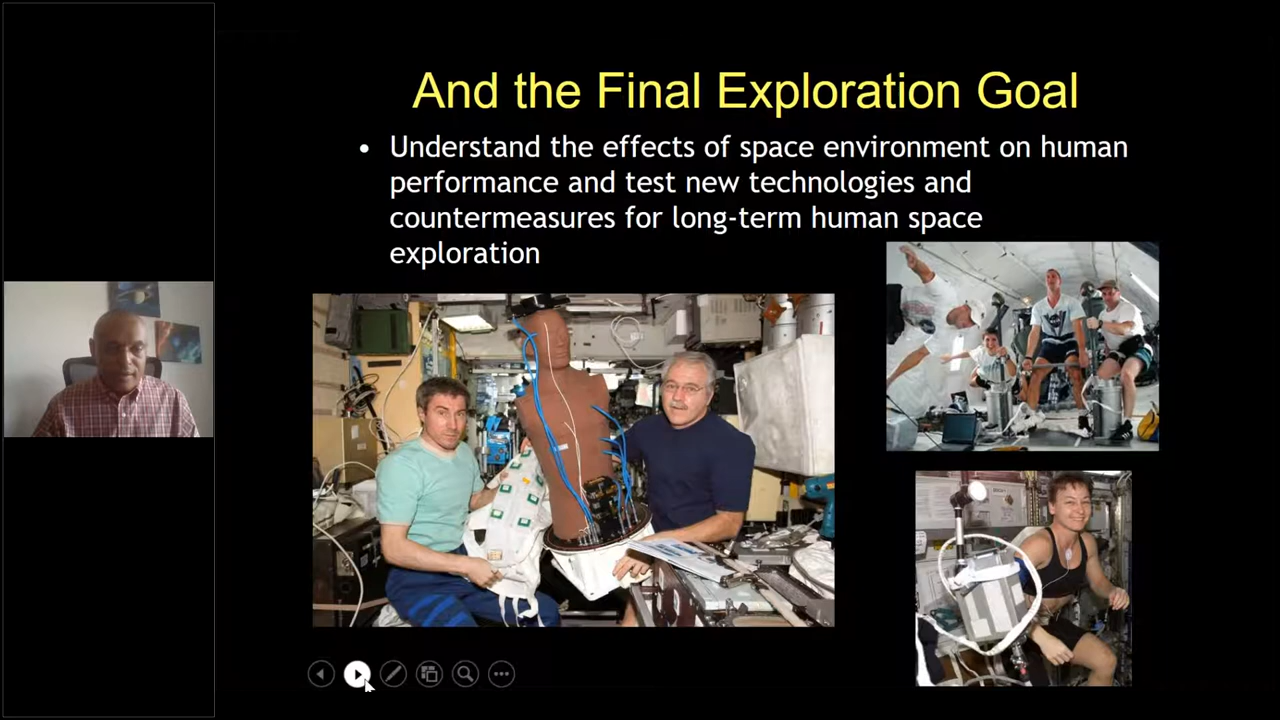 And the Final Exploration Goal
• Understand the effects of space environment on human
performance and test new technologies and
countermeasures for long-term human space
exploration